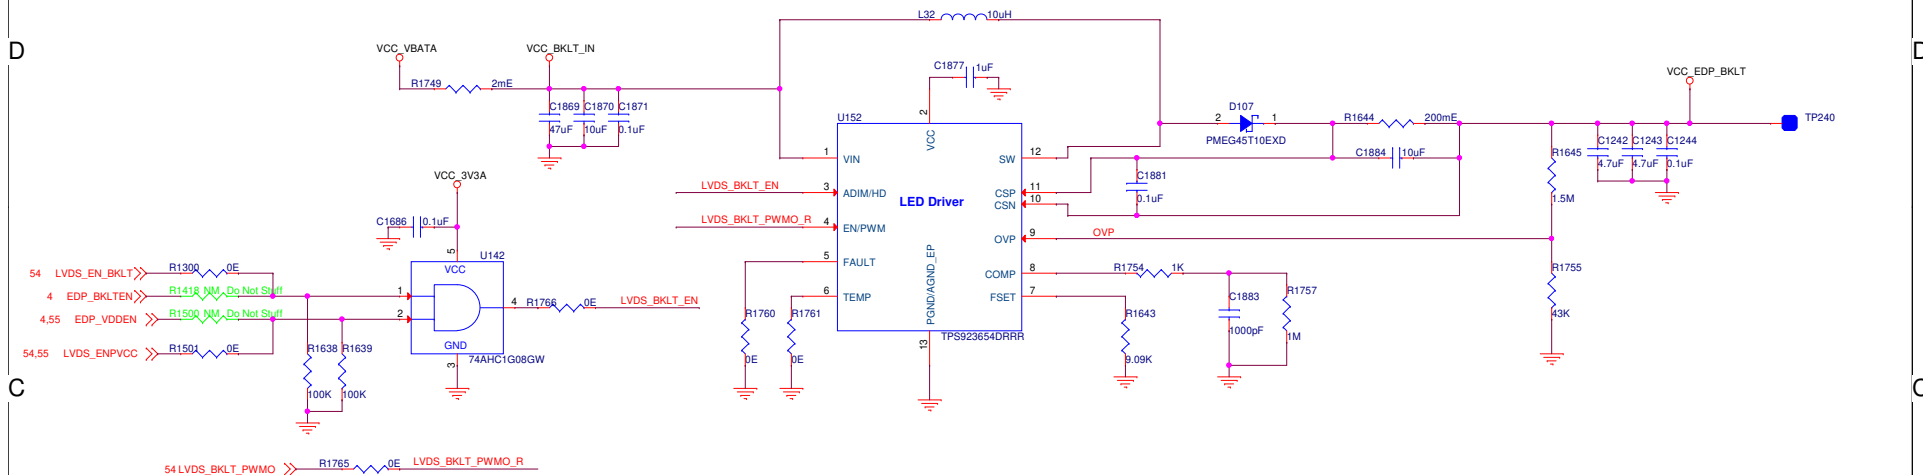 L32 10uH
D D
VCC_VBATA VCC_BKLT_IN
VCC_EDP_BKLT
C1877 1uF
R1749 2mE
C1869 C1870 C1871
47uF 10uF 0.1uF
D107
2 1
PMEG45T10EXD
R1644 200mE
TP240
C1884 10uF
C1242 C1243 C1244
4.7uF 4.7uF 0.1uF
R1645
1.5M
U152
2
VCC
1 VIN
SW 12
LVDS_BKLT_EN 3 ADIM/HD
CSP 11
CSN 10
C1881
0.1uF
LED Driver
LVDS_BKLT_PWMO_R 4 EN/PWM
OVP 9 OVP
5 FAULT
COMP 8 R1754 1K
6 TEMP
FSET 7
PGND/AGND_EP
13
TPS923654DRRR
R1760
0E
R1761
0E
R1643
9.09K
C1883
1000pF
R1757
1M
R1755
43K
VCC_3V3A
C1686 0.1uF
5
U142
VCC
54 LVDS_EN_BKLT R1300 0E
4 EDP_BKLTEN R1418 NM_Do Not Stuff 1
4,55 EDP_VDDEN R1500 NM_Do Not Stuff 2
54,55 LVDS_ENPVCC R1501 0E
4 R1766 0E LVDS_BKLT_EN
GND
3
74AHC1G08GW
R1638 R1639
100K 100K
C C
54 LVDS_BKLT_PWMO R1765 0E LVDS_BKLT_PWMO_R